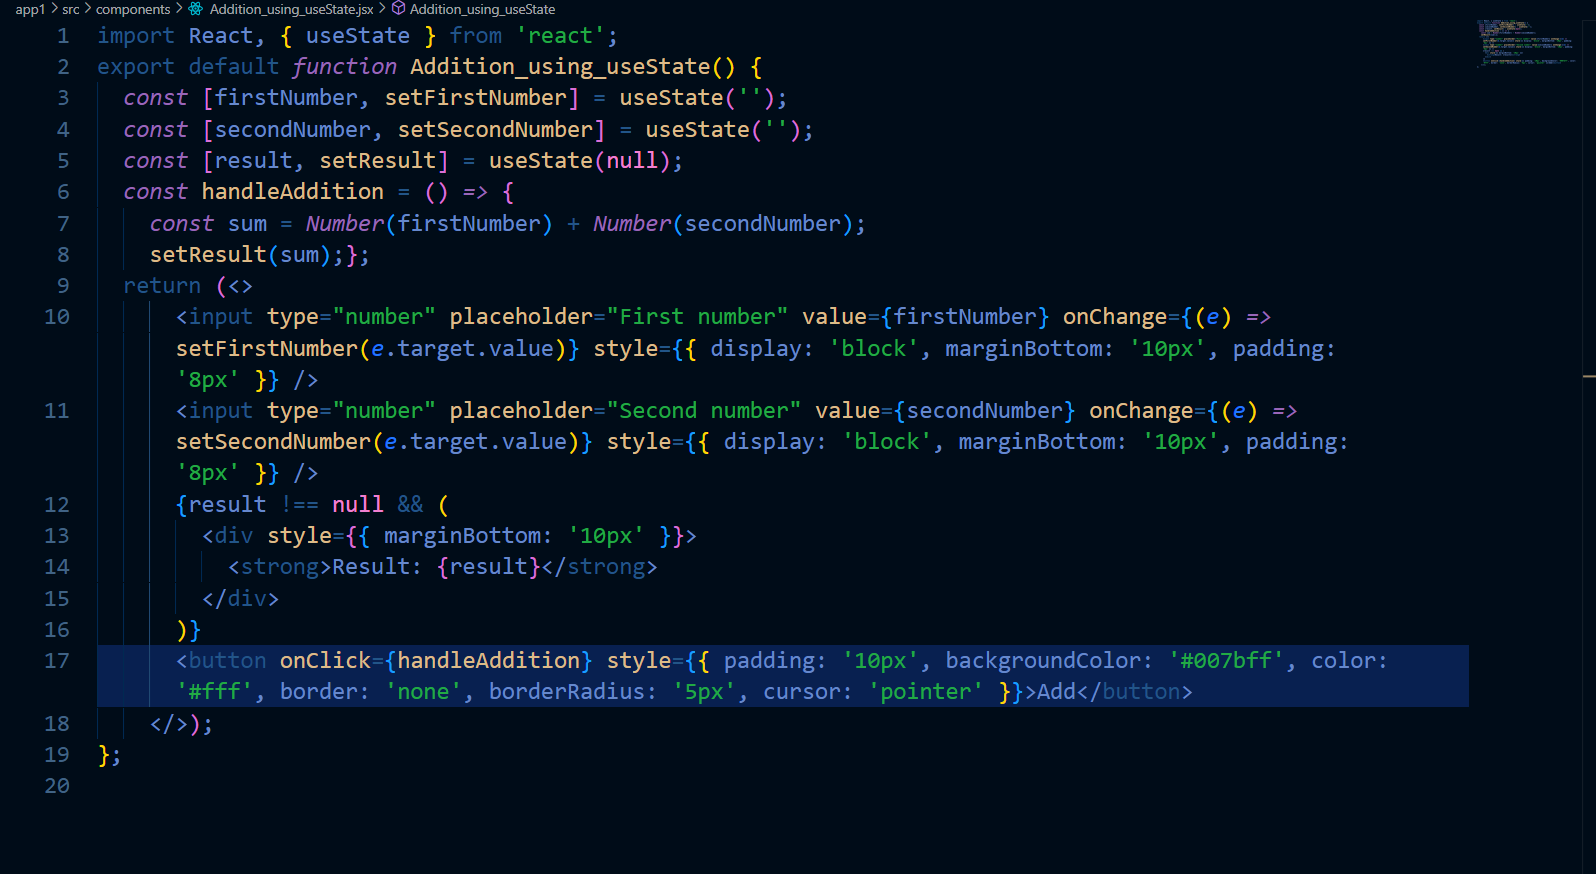 app1 > src > components > Addition_using_useState.jsx > Addition_using_useState
1 import React, { useState } from 'react';
2 export default function Addition_using_useState() {
3 const [firstNumber, setFirstNumber] = useState('');
4 const [secondNumber, setSecondNumber] = useState('');
5 const [result, setResult] = useState(null);
6 const handleAddition = () => {
7 const sum = Number(firstNumber) + Number(secondNumber);
8 setResult(sum);};
9 return (<>
10 <input type="number" placeholder="First number" value={firstNumber} onChange={(e) =>
setFirstNumber(e.target.value)} style={{ display: 'block', marginBottom: '10px', padding:
'8px' }} />
11 <input type="number" placeholder="Second number" value={secondNumber} onChange={(e) =>
setSecondNumber(e.target.value)} style={{ display: 'block', marginBottom: '10px', padding:
'8px' }} />
12 {result !== null && (
13 <div style={{ marginBottom: '10px' }}>
14 <strong>Result: {result}</strong>
15 </div>
16 )}
17 <button onClick={handleAddition} style={{ padding: '10px', backgroundColor: '#007bff', color:
'#fff', border: 'none', borderRadius: '5px', cursor: 'pointer' }}>Add</button>
18 </>);
19 };
20